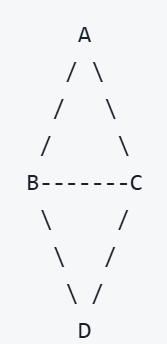 A
/ \
/   \
/     \
B-------C
\     /
\   /
\ /
D